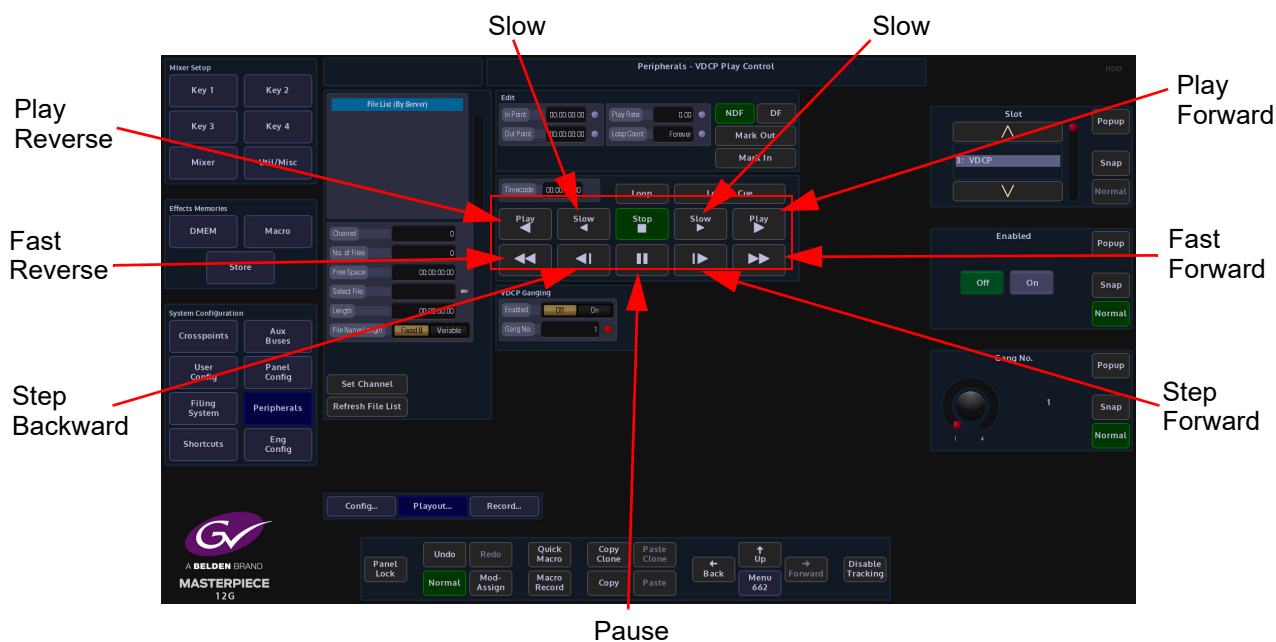 Slow
Slow
Play
Reverse
Fast
Reverse
Step
Backward
Play
Forward
Fast
Forward
Step
Forward
Pause
Mixer Setup
Key 1
Key 2
Key 3
Key 4
Mixer
Util/Misc
Effects Memories
DMEM
Macro
Store
System Configuration
Crosspoints
Aux
Buses
User
Config
Panel
Config
Filing
System
Peripherals
Shortcuts
Eng
Config
GV
A BELDEN BRAND
MASTERPIECE
12G
Peripherals - VDCP Play Control
HDD
File List (By Server)
Channel 0
No. of Files 0
Free Space 00:00:00:00
Select File
Length 00:00:00:00
File Name Length Fixed 8 Variable
Set Channel
Refresh File List
Edit
In Point 00:00:00:00 Play Rate 0.00 NDF DF
Out Point 00:00:00:00 Loop Count Forever Mark Out
Mark In
Timecode Loop Cue
Play Slow Stop Slow Play
VDCP Ganging
Enabled Off On
Gang No. 1
Slot
Popup
3: VDCP
Snap
Normal
Enabled
Popup
Off On
Snap
Normal
Gang No.
Popup
1
Snap
1 4
Normal
Config... Playout... Record...
Panel
Lock
Undo
Redo
Normal
Mod-
Assign
Quick
Macro
Macro
Record
Copy
Clone
Paste
Clone
Copy
Paste
Back
Up
Menu
662
Forward
Disable
Tracking